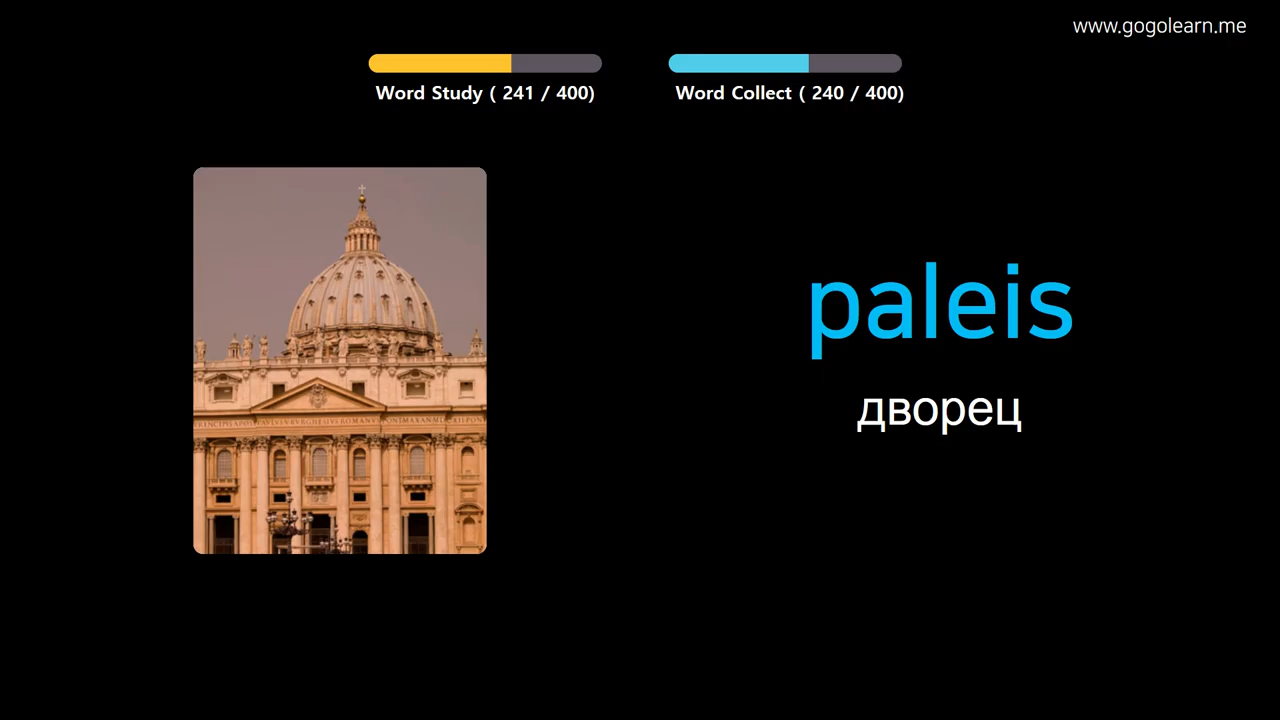 www.gogolearn.me
Word Study ( 241 / 400)
Word Collect ( 240 / 400)
paleis
дворец